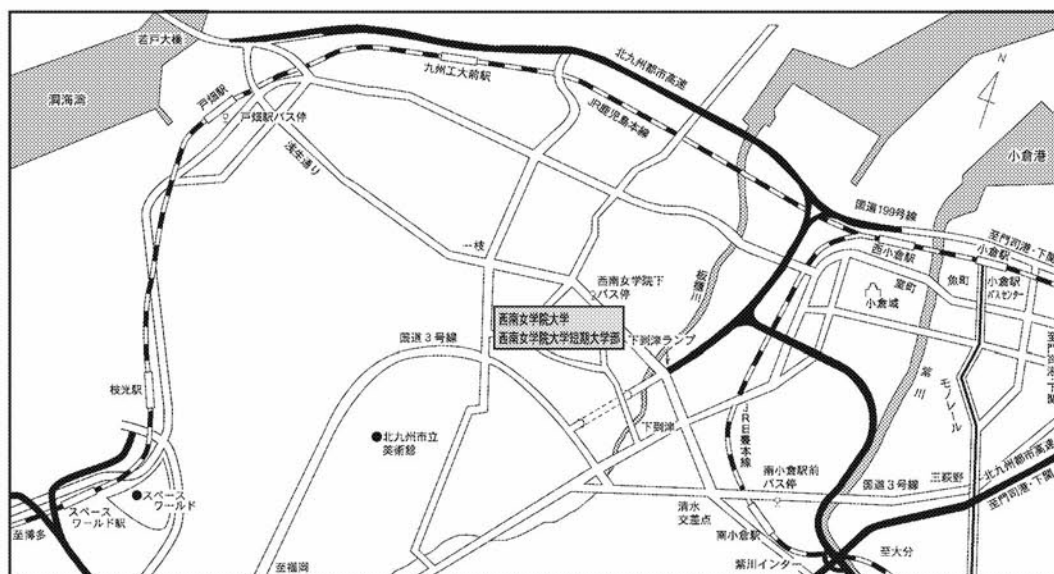 若戸大橋
洞海湾
戸畑駅
戸畑駅バス停
九州工大前駅
北九州都市高速
JR鹿児島本線
浅生通り
N
小倉港
国道199号線
至門司港・下関
一枝
西南女学院下
バス停
板櫃川
西小倉駅
小倉駅
室町
魚町
小倉駅
バスセンター
小倉城
西南女学院大学
西南女学院大学短期大学部
下到津ランプ
国道3号線
枝光駅
北九州市立
美術館
下到津
JR日豊本線
紫川
モノレール
至門司港・下関
スペース
ワールド
スペース
ワールド駅
至博多
南小倉駅前
バス停
国道3号線
三萩野
北九州都市高速
至門司港・下関
清水
交差点
南小倉駅
至大分
至福岡
紫川インター